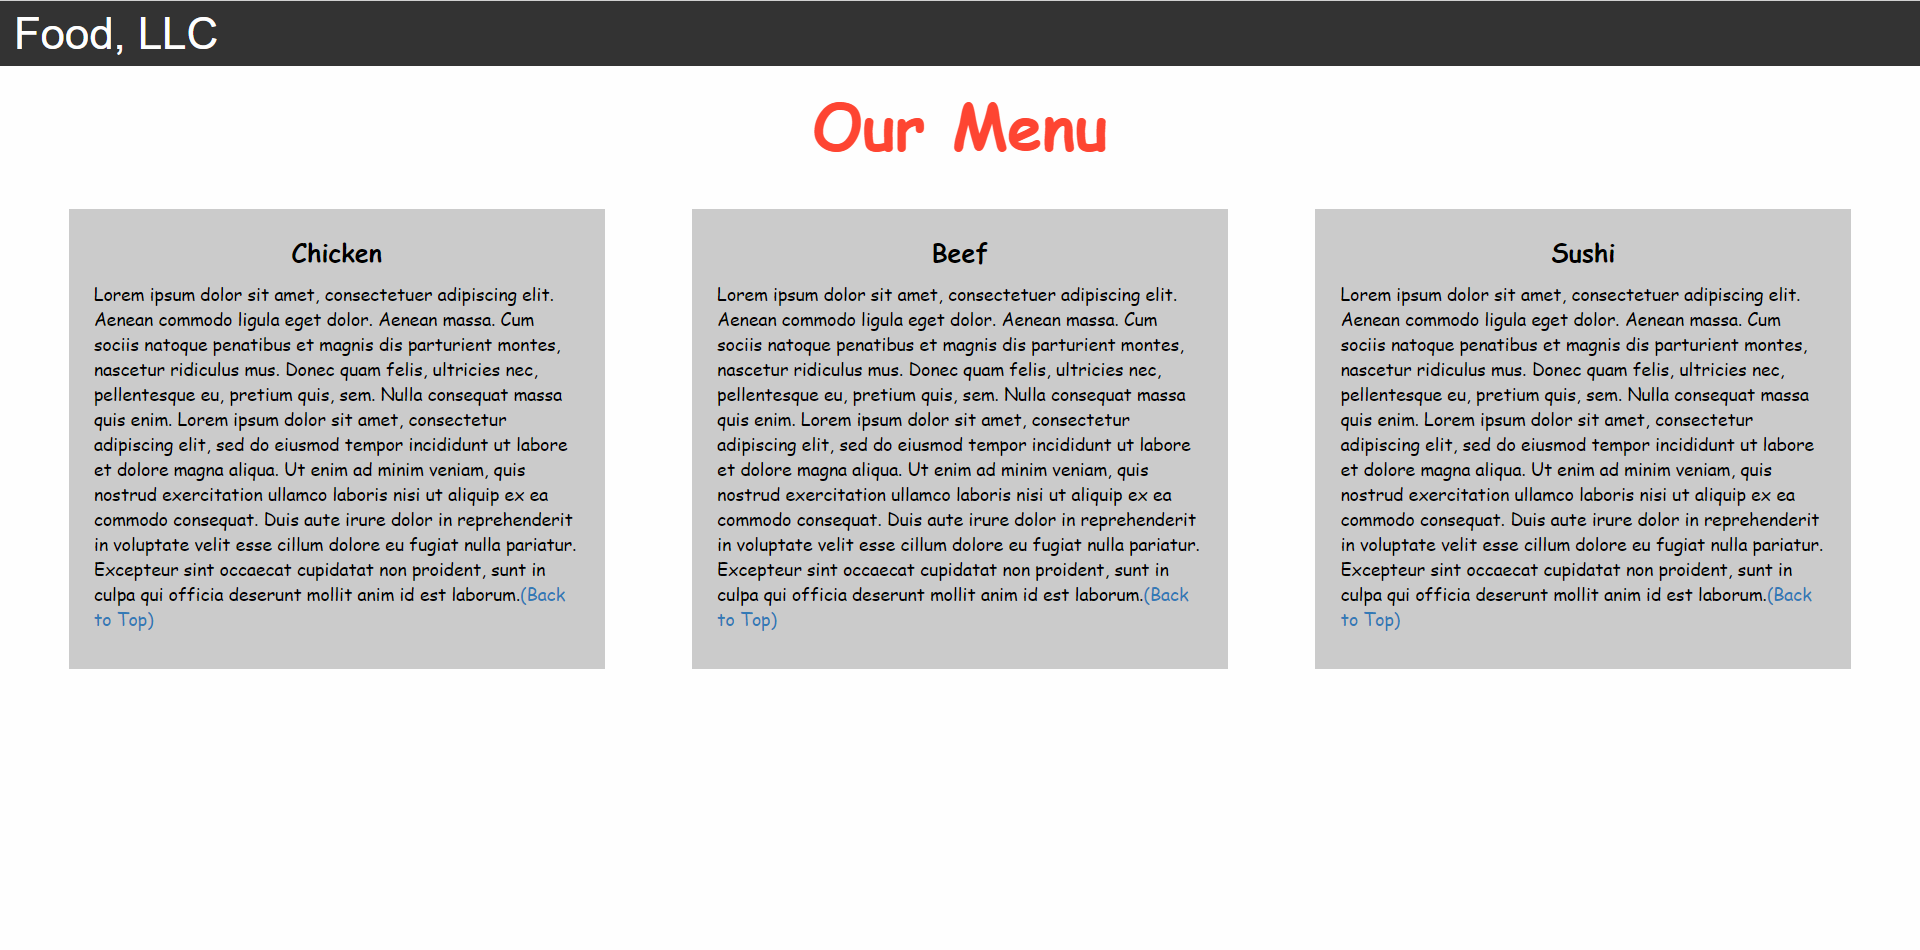 Food, LLC
Our Menu
Chicken
Lorem ipsum dolor sit amet, consectetuer adipiscing elit.
Aenean commodo ligula eget dolor. Aenean massa. Cum
sociis natoque penatibus et magnis dis parturient montes,
nascetur ridiculus mus. Donec quam felis, ultricies nec,
pellentesque eu, pretium quis, sem. Nulla consequat massa
quis enim. Lorem ipsum dolor sit amet, consectetur
adipiscing elit, sed do eiusmod tempor incididunt ut labore
et dolore magna aliqua. Ut enim ad minim veniam, quis
nostrud exercitation ullamco laboris nisi ut aliquip ex ea
commodo consequat. Duis aute irure dolor in reprehenderit
in voluptate velit esse cillum dolore eu fugiat nulla pariatur.
Excepteur sint occaecat cupidatat non proident, sunt in
culpa qui officia deserunt mollit anim id est laborum.(Back
to Top)
Beef
Lorem ipsum dolor sit amet, consectetuer adipiscing elit.
Aenean commodo ligula eget dolor. Aenean massa. Cum
sociis natoque penatibus et magnis dis parturient montes,
nascetur ridiculus mus. Donec quam felis, ultricies nec,
pellentesque eu, pretium quis, sem. Nulla consequat massa
quis enim. Lorem ipsum dolor sit amet, consectetur
adipiscing elit, sed do eiusmod tempor incididunt ut labore
et dolore magna aliqua. Ut enim ad minim veniam, quis
nostrud exercitation ullamco laboris nisi ut aliquip ex ea
commodo consequat. Duis aute irure dolor in reprehenderit
in voluptate velit esse cillum dolore eu fugiat nulla pariatur.
Excepteur sint occaecat cupidatat non proident, sunt in
culpa qui officia deserunt mollit anim id est laborum.(Back
to Top)
Sushi
Lorem ipsum dolor sit amet, consectetuer adipiscing elit.
Aenean commodo ligula eget dolor. Aenean massa. Cum
sociis natoque penatibus et magnis dis parturient montes,
nascetur ridiculus mus. Donec quam felis, ultricies nec,
pellentesque eu, pretium quis, sem. Nulla consequat massa
quis enim. Lorem ipsum dolor sit amet, consectetur
adipiscing elit, sed do eiusmod tempor incididunt ut labore
et dolore magna aliqua. Ut enim ad minim veniam, quis
nostrud exercitation ullamco laboris nisi ut aliquip ex ea
commodo consequat. Duis aute irure dolor in reprehenderit
in voluptate velit esse cillum dolore eu fugiat nulla pariatur.
Excepteur sint occaecat cupidatat non proident, sunt in
culpa qui officia deserunt mollit anim id est laborum.(Back
to Top)